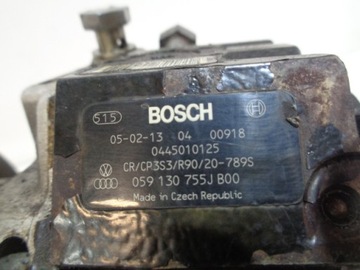 515 BOSCH
05-02-13 04 00918
0445010125
CR/CP3S3/R90/20-789S
059 130 755J B00
Made in Czech Republic